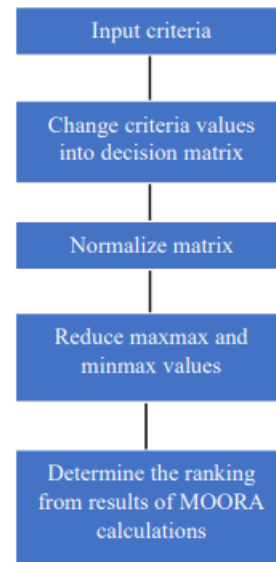 Input criteria
Change criteria values
into decision matrix
Normalize matrix
Reduce maxmax and
minmax values
Determine the ranking
from results of MOORA
calculations